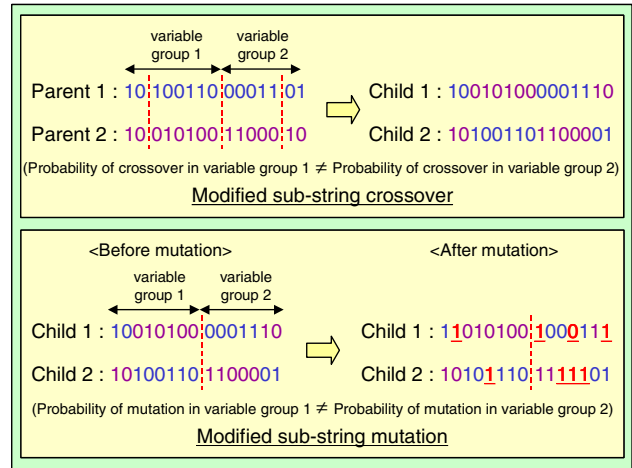 variable group 1 variable group 2
Parent 1 : 10 100110 00011 01 Child 1 : 100101000001110
Parent 2 : 10 010100 11000 10 Child 2 : 101001101100001
(Probability of crossover in variable group 1 ≠ Probability of crossover in variable group 2)
Modified sub-string crossover
<Before mutation> <After mutation>
variable group 1 variable group 2
Child 1 : 10010100 0001110 Child 1 : 11010100 1000111
Child 2 : 10100110 1100001 Child 2 : 10101110 1111101
(Probability of mutation in variable group 1 ≠ Probability of mutation in variable group 2)
Modified sub-string mutation